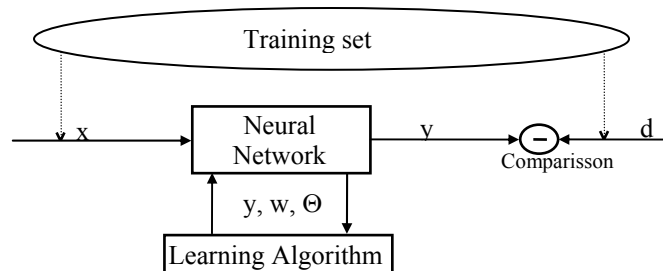 Training set
x
Neural
Network
y
−
d
Comparisson
y, w, Θ
Learning Algorithm